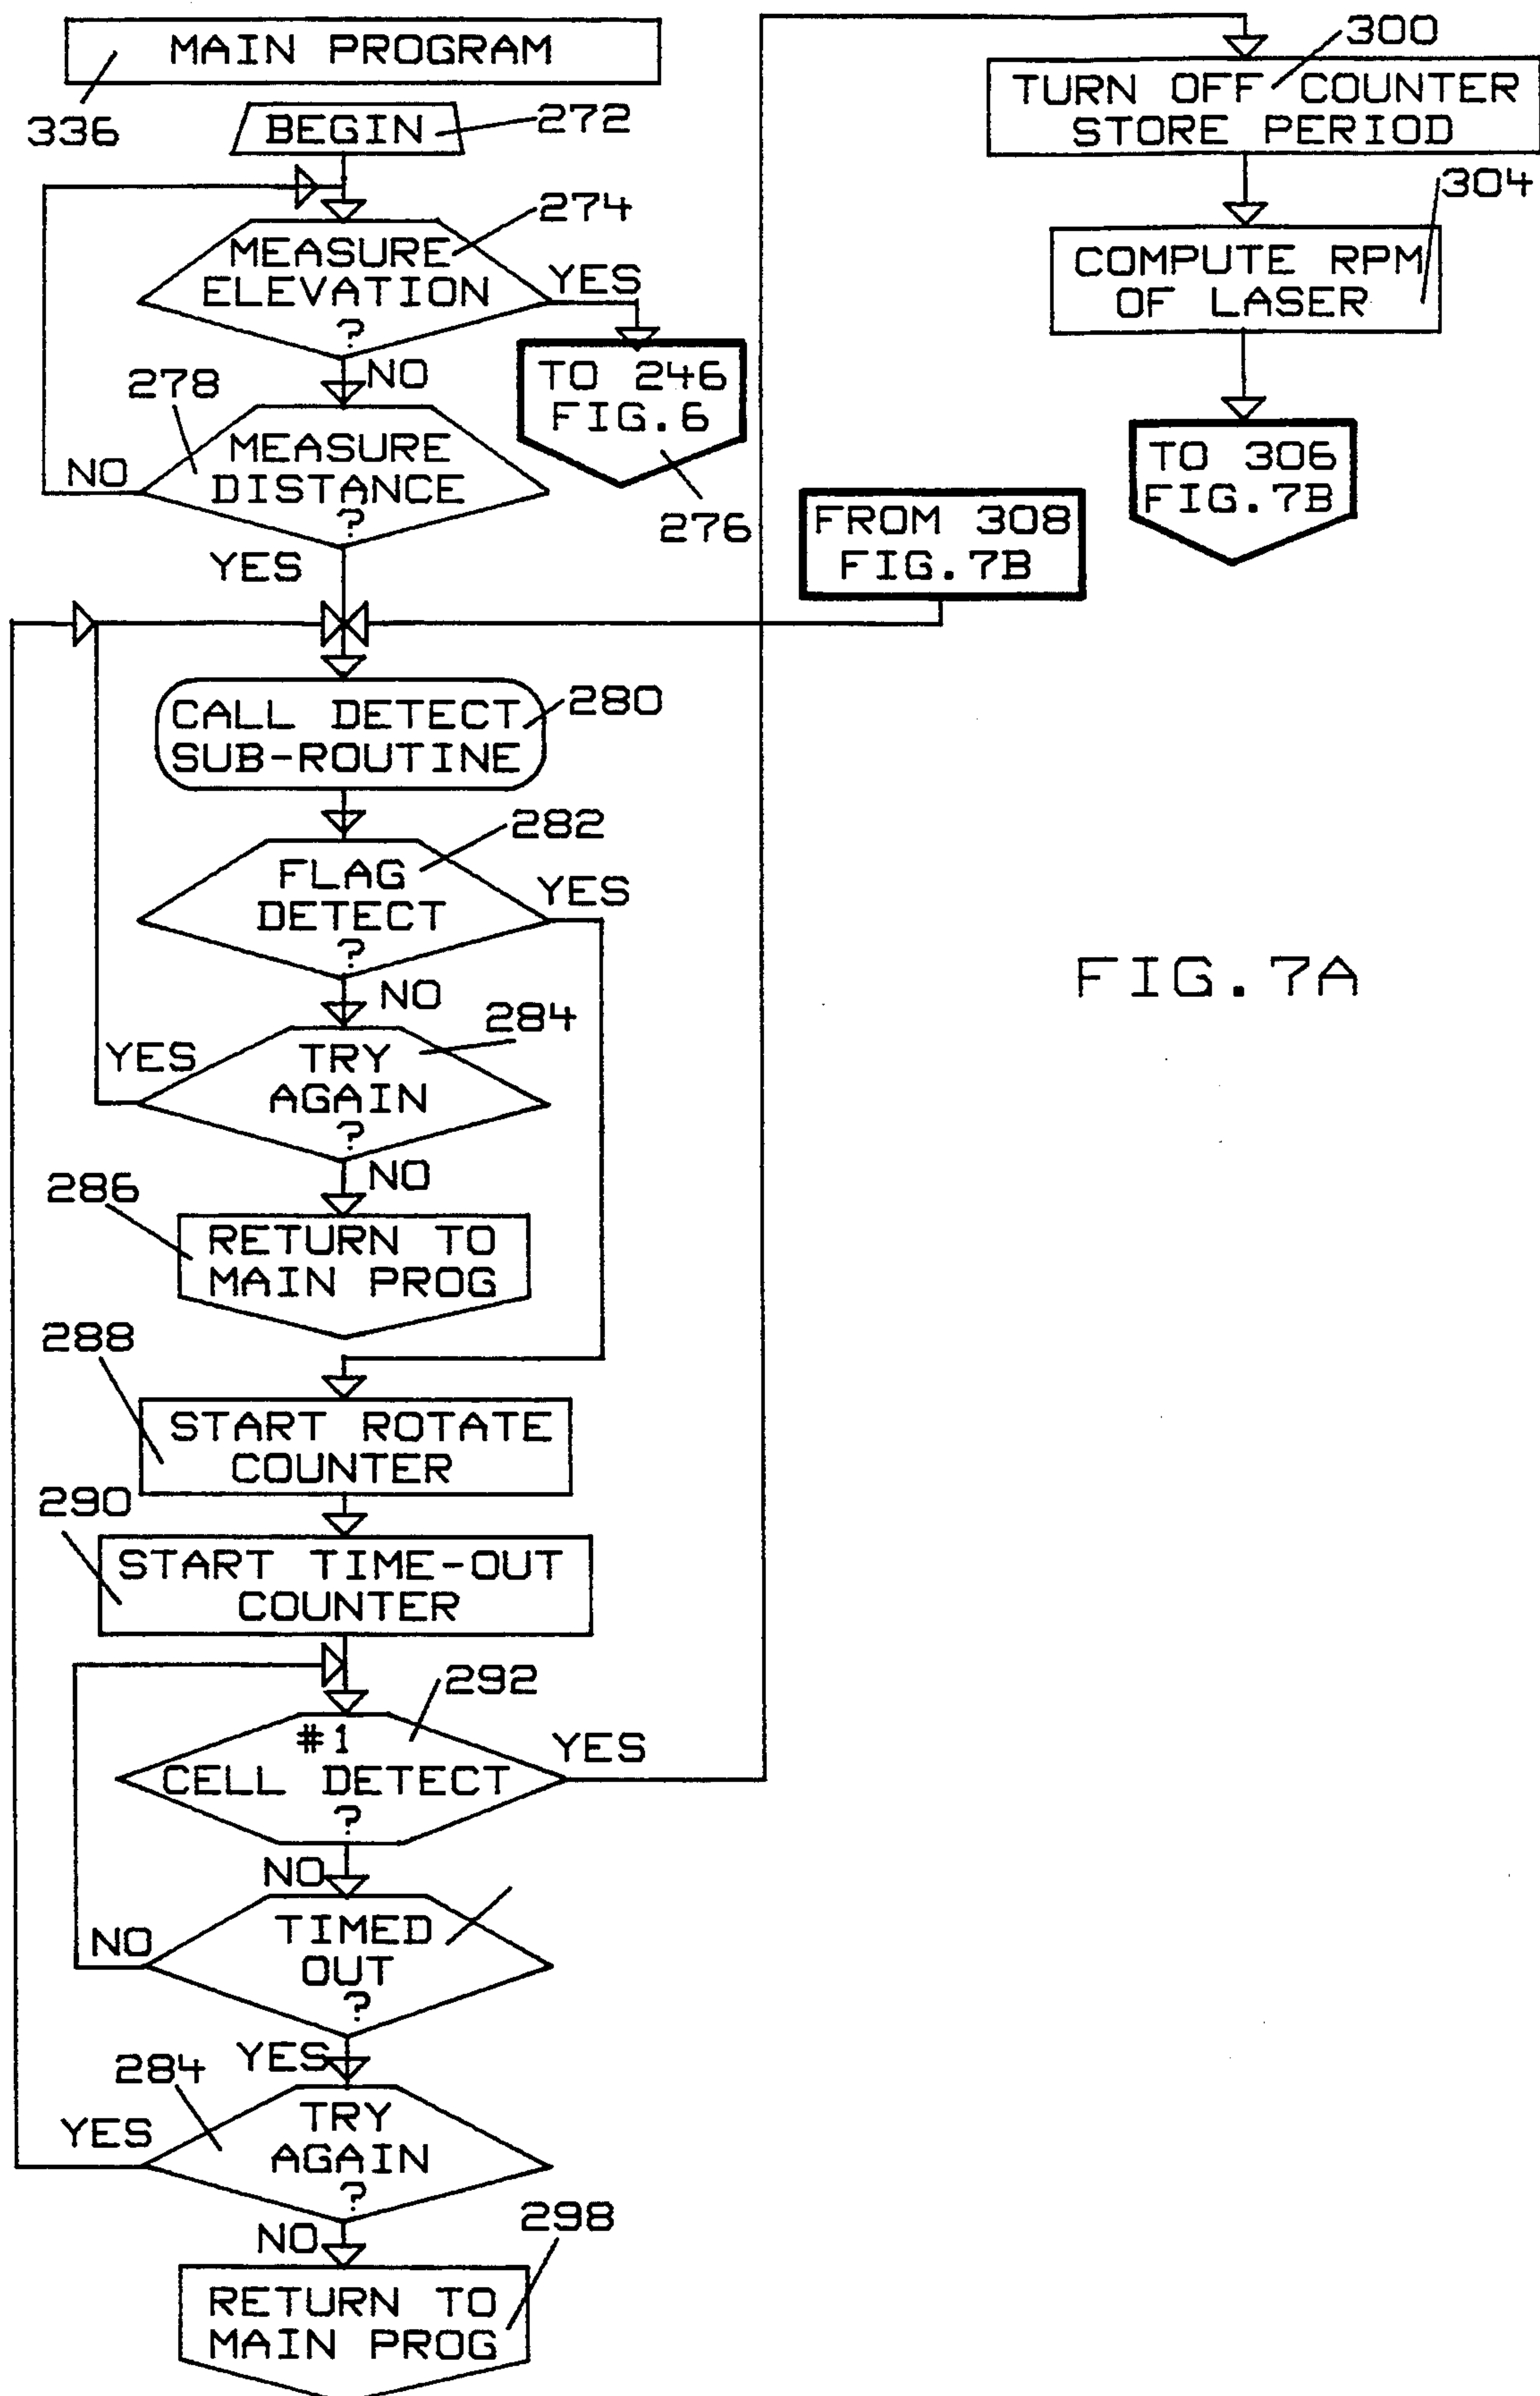 MAIN PROGRAM
336
BEGIN
272
274
MEASURE
ELEVATION
?
YES
NO
TO 246
FIG.6
276
278
MEASURE
DISTANCE
?
NO
YES
FROM 308
FIG.7B
CALL DETECT
SUB-ROUTINE
280
282
FLAG
DETECT
?
YES
NO
284
TRY
AGAIN
?
YES
NO
286
RETURN TO
MAIN PROG
288
START ROTATE
COUNTER
290
START TIME-OUT
COUNTER
292
#1
CELL DETECT
?
YES
NO
TIMED
OUT
?
NO
YES
284
TRY
AGAIN
?
YES
NO
298
RETURN TO
MAIN PROG
300
TURN OFF COUNTER
STORE PERIOD
304
COMPUTE RPM
OF LASER
TO 306
FIG.7B
FIG.7A